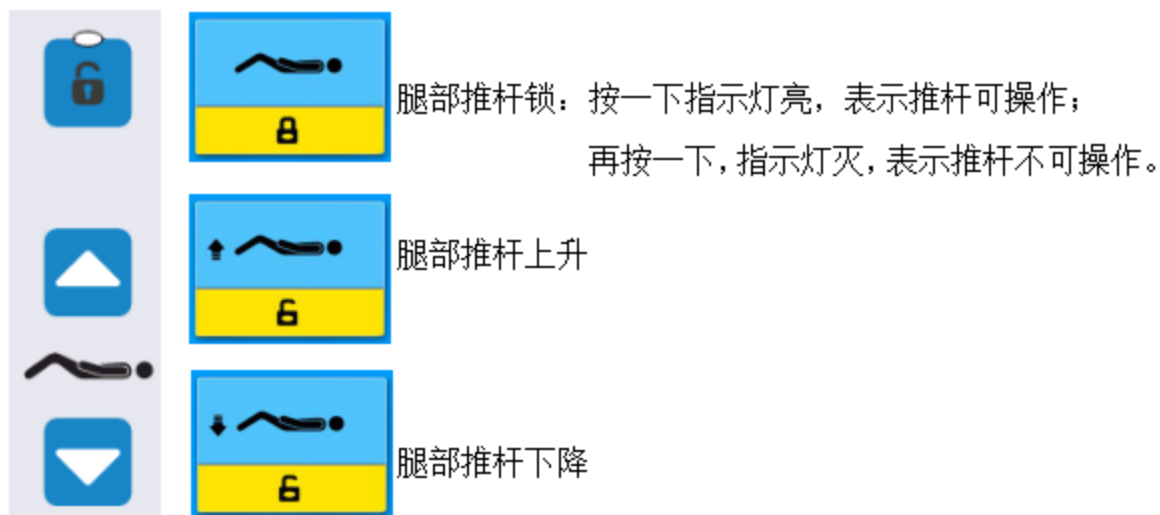 腿部推杆锁：按一下指示灯亮，表示推杆可操作；
再按一下，指示灯灭，表示推杆不可操作。
腿部推杆上升
腿部推杆下降